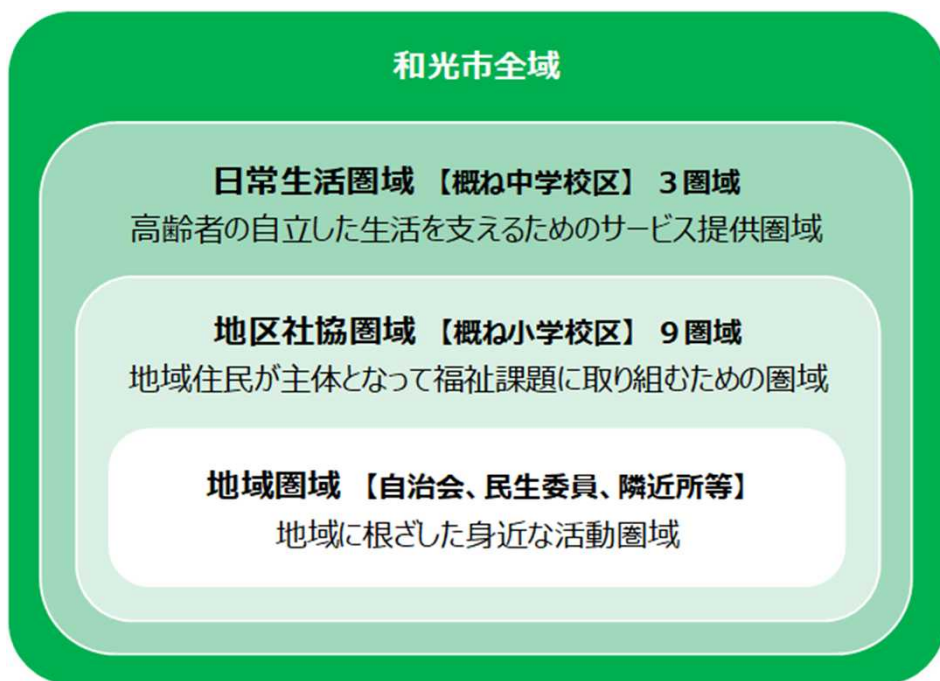 和光市全域
日常生活圏域 【概ね中学校区】 3圏域
高齢者の自立した生活を支えるためのサービス提供圏域
地区社協圏域 【概ね小学校区】 9圏域
地域住民が主体となって福祉課題に取り組むための圏域
地域圏域 【自治会、民生委員、隣近所等】
地域に根ざした身近な活動圏域